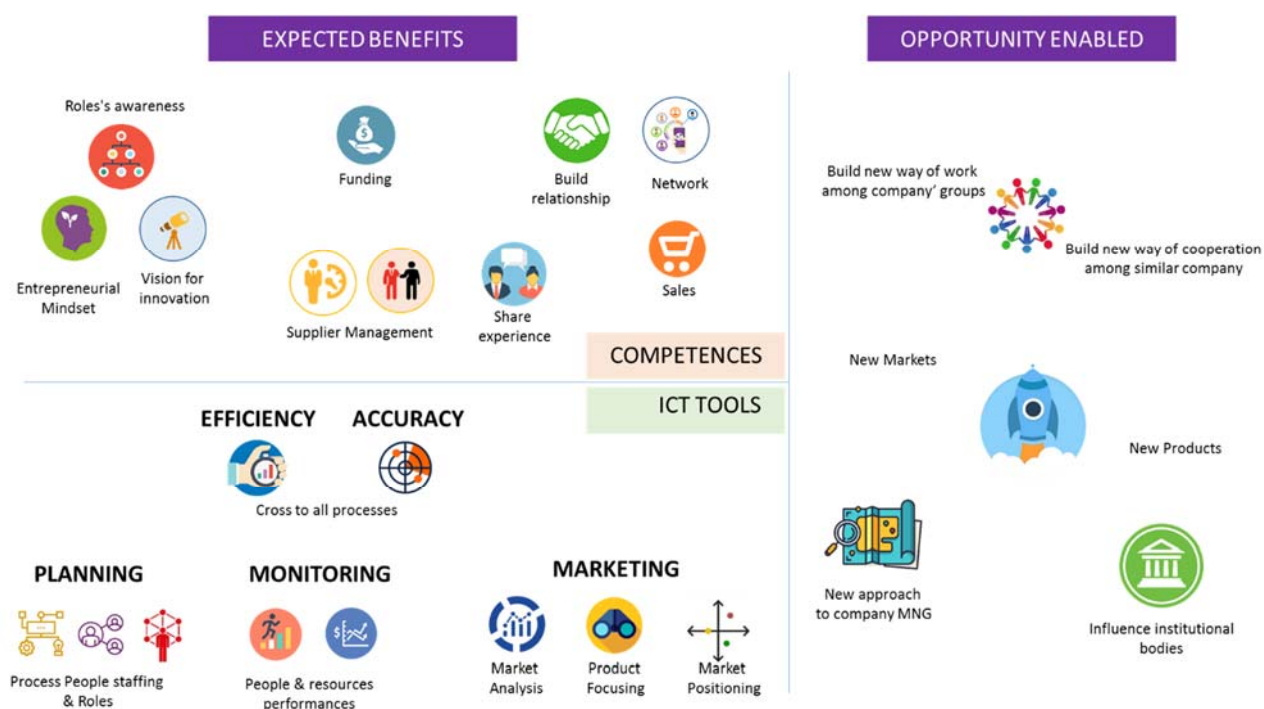 EXPECTED BENEFITS
OPPORTUNITY ENABLED
Roles's awareness
Funding
Build
relationship
Network
Entrepreneurial
Mindset
Vision for
innovation
Supplier Management
Share
experience
Sales
COMPETENCES
ICT TOOLS
EFFICIENCY
ACCURACY
Cross to all processes
PLANNING
MONITORING
MARKETING
Process People staffing
& Roles
People & resources
performances
Market
Analysis
Product
Focusing
Market
Positioning
Build new way of work
among company' groups
Build new way of cooperation
among similar company
New Markets
New Products
New approach
to company MNG
Influence institutional
bodies